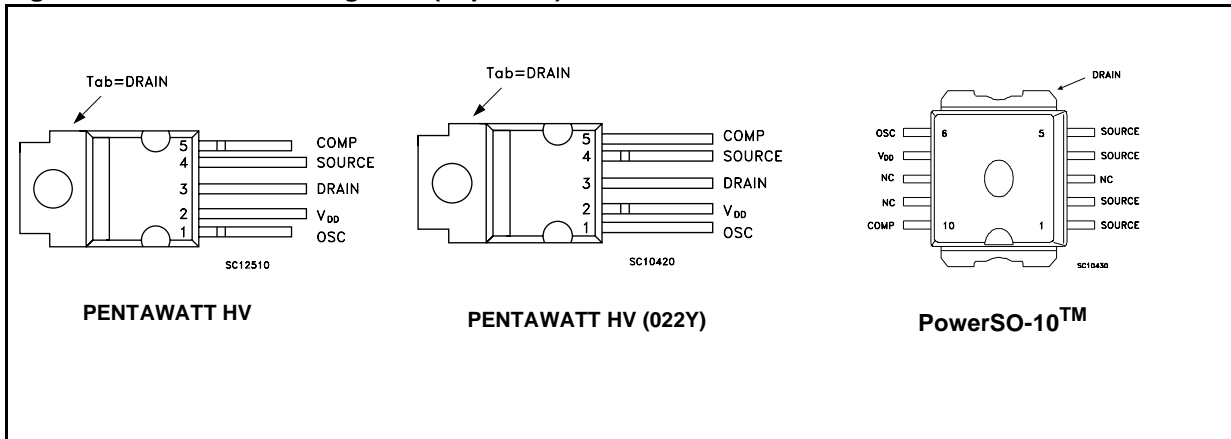 Tab=DRAIN
5 COMP
4 SOURCE
3 DRAIN
2 VDD
1 OSC
SC12510
PENTAWATT HV
Tab=DRAIN
5 COMP
4 SOURCE
3 DRAIN
2 VDD
1 OSC
SC10420
PENTAWATT HV (022Y)
DRAIN
OSC 6 5 SOURCE
VDD SOURCE
NC NC
NC SOURCE
COMP 10 1 SOURCE
SC10430
PowerSO-10TM